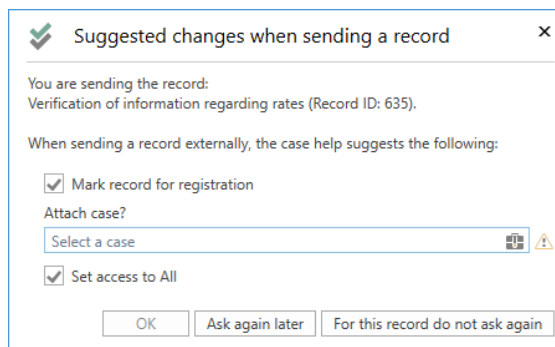 Suggested changes when sending a record
You are sending the record:
Verification of information regarding rates (Record ID: 635).
When sending a record externally, the case help suggests the following:
Mark record for registration
Attach case?
Select a case
Set access to All
OK
Ask again later
For this record do not ask again